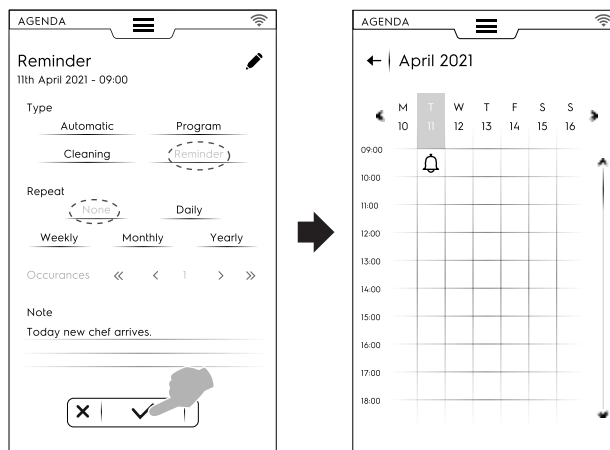 AGENDA
Reminder
11th April 2021 - 09:00
Type
Automatic Program
Cleaning Reminder
Repeat
None Daily
Weekly Monthly Yearly
Occurances « < 1 > »
Note
Today new chef arrives.
AGENDA
April 2021
M T W T F S S
10 11 12 13 14 15 16
09:00
10:00
11:00
12:00
13:00
14:00
15:00
16:00
17:00
18:00